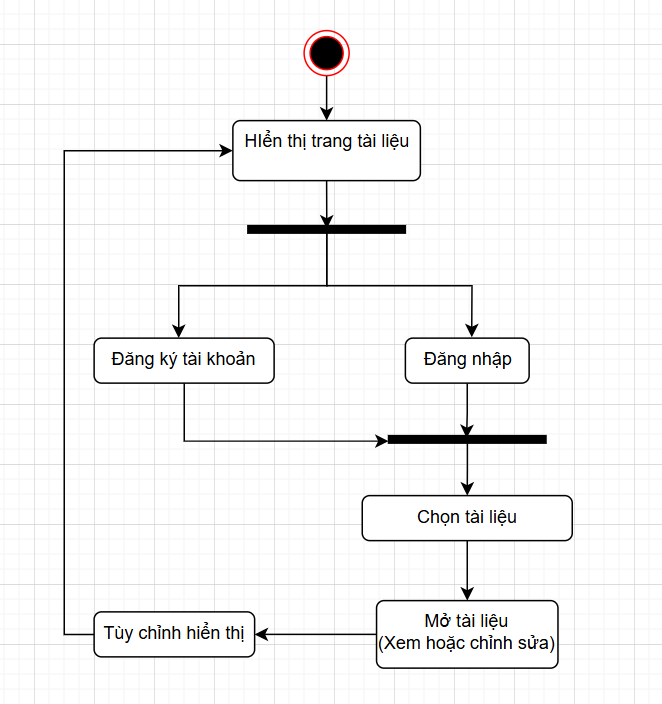 HIển thị trang tài liệu
Đăng ký tài khoản
Đăng nhập
Chọn tài liệu
Mở tài liệu
(Xem hoặc chỉnh sửa)
Tùy chỉnh hiển thị